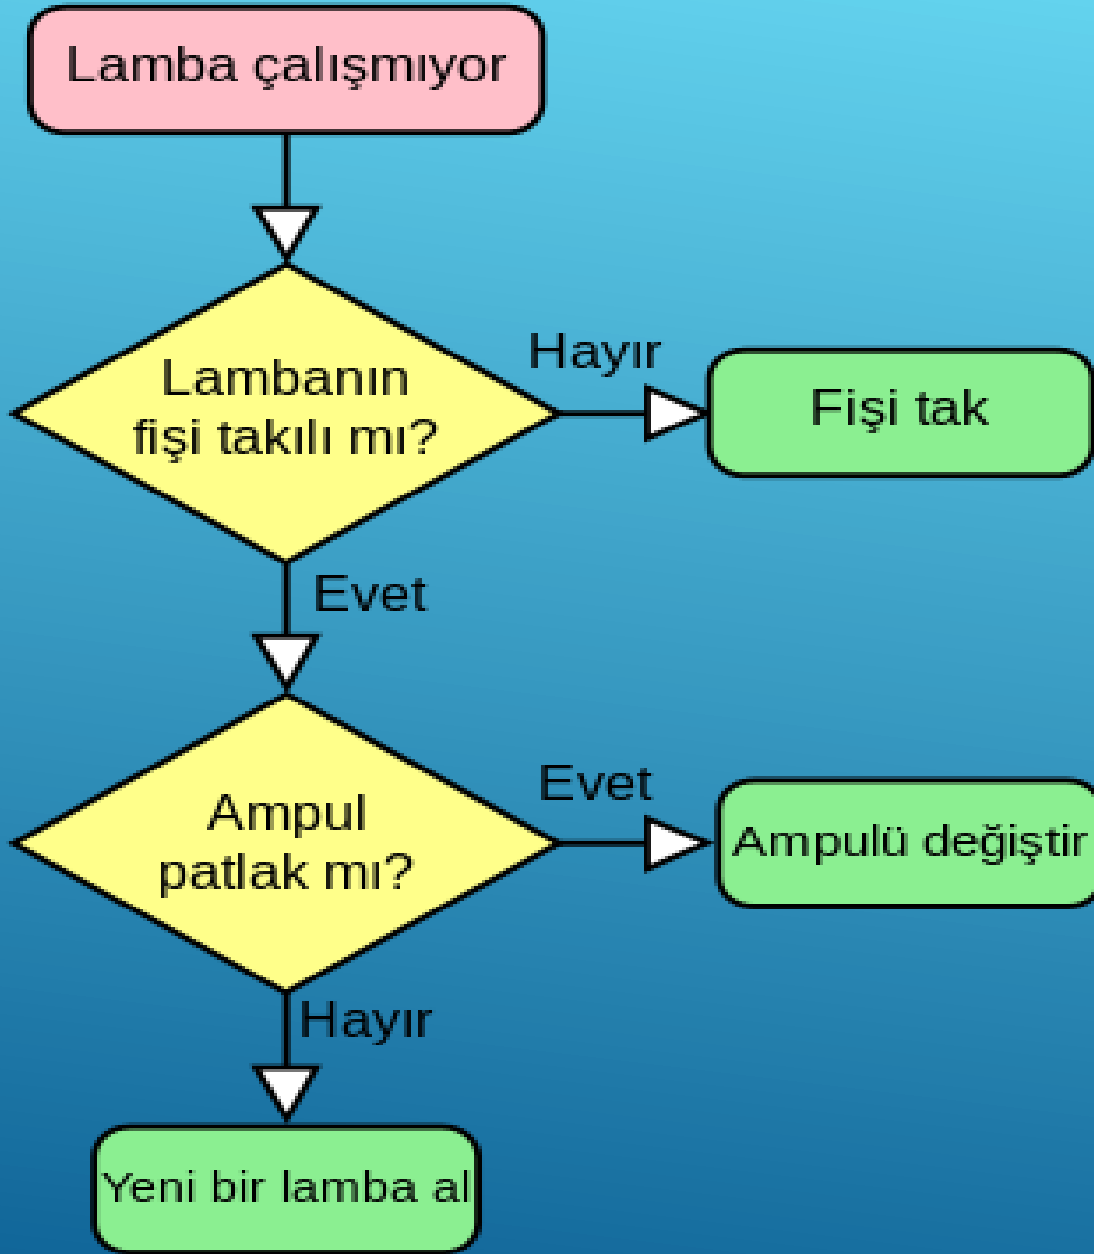 Lamba çalışmıyor
Lambanın
fişi takılı mı?
Hayır
Fişi tak
Evet
Ampul
patlak mı?
Evet
Ampulü değiştir
Hayır
Yeni bir lamba al